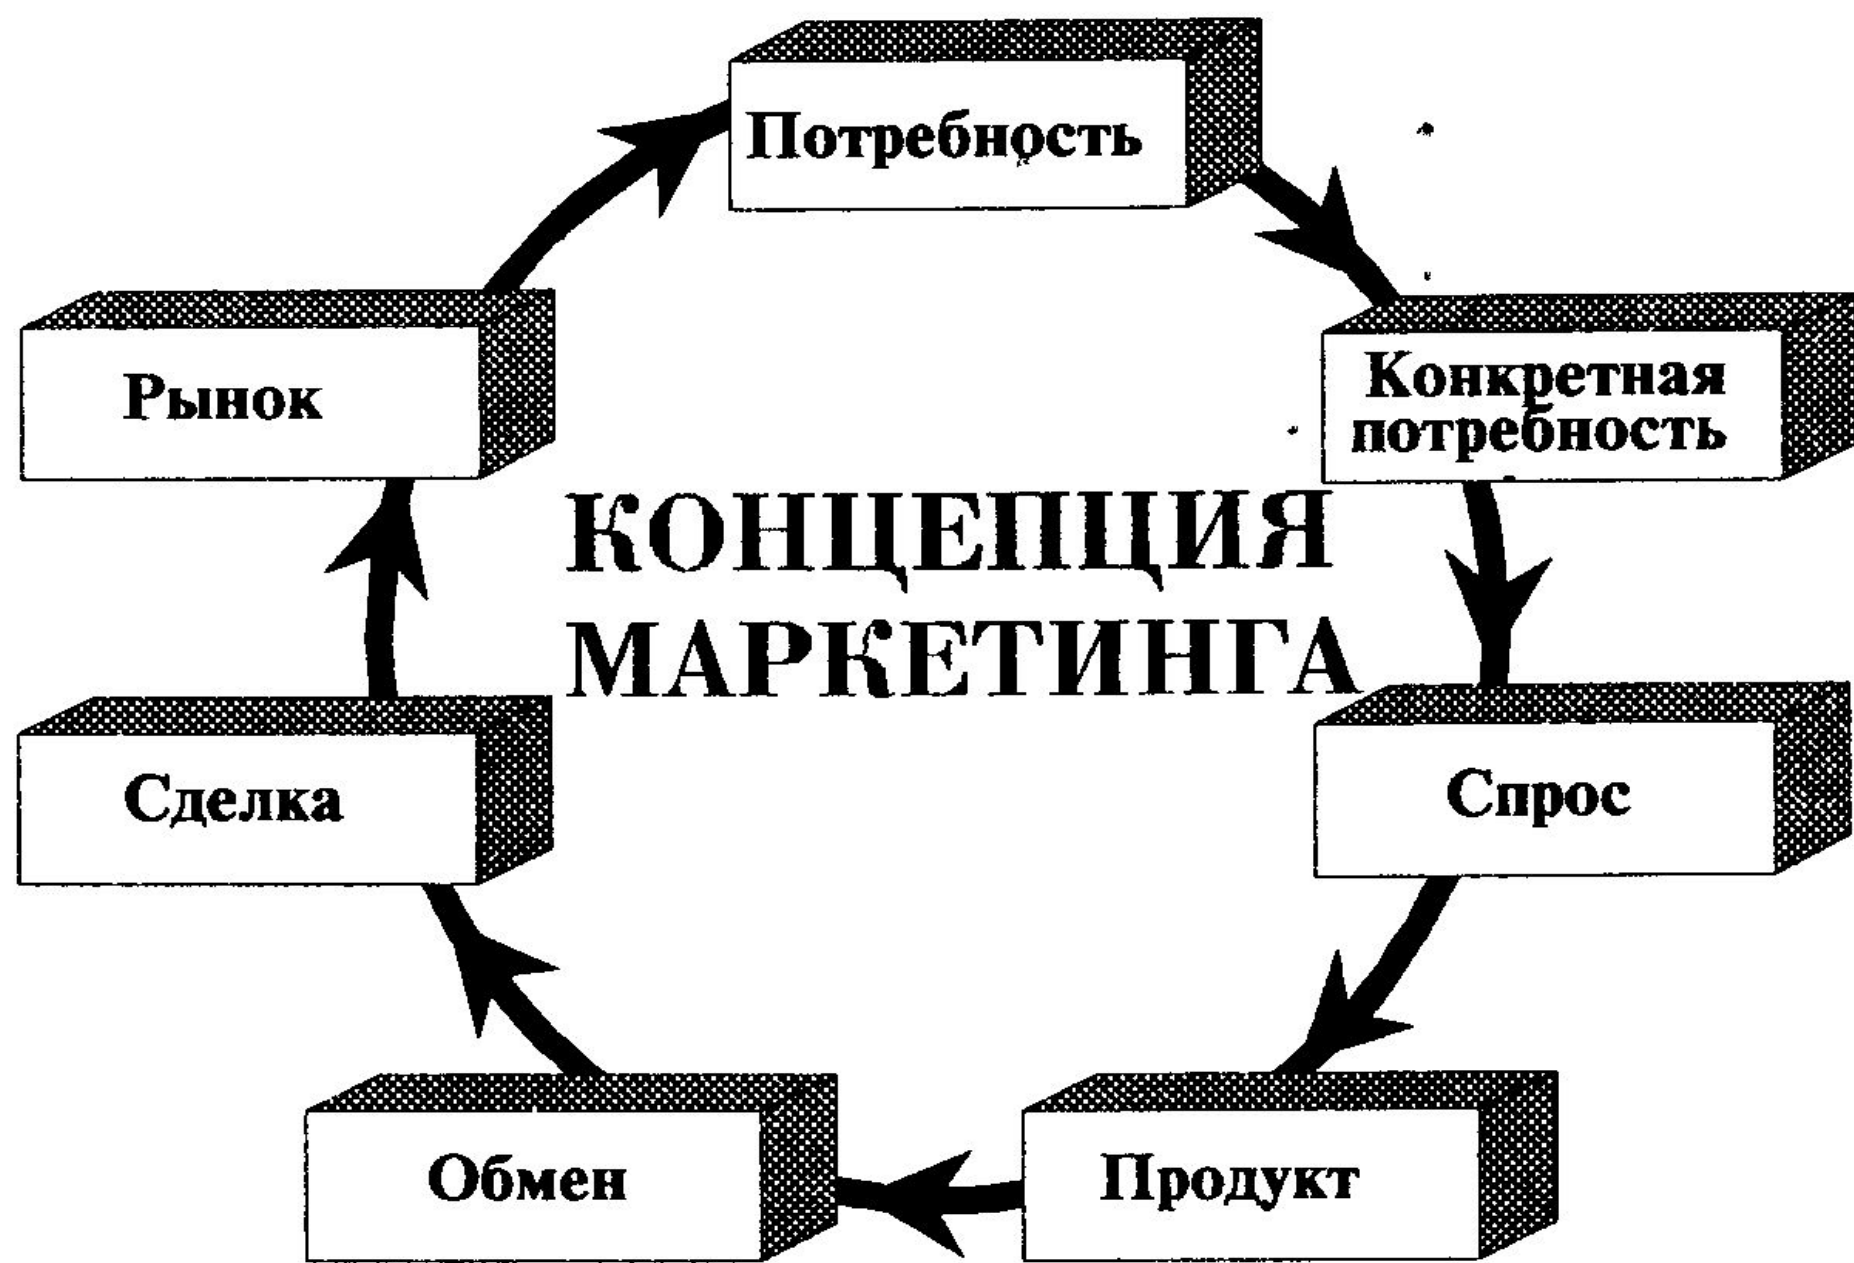 Потребность
Конкретная
потребность
Спрос
Продукт
Обмен
Сделка
Рынок
КОНЦЕПЦИЯ
МАРКЕТИНГА